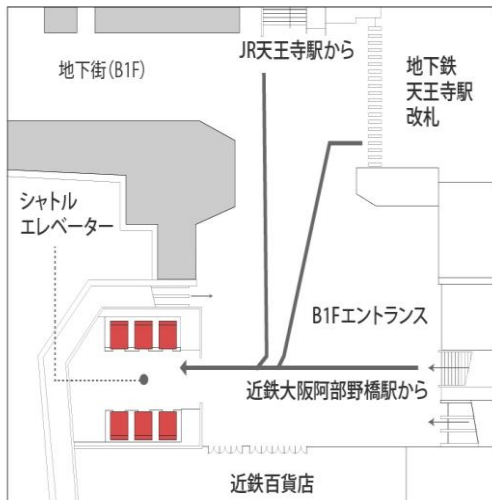 JR天王寺駅から
地下街（B1F）
地下鉄
天王寺駅
改札
シャトル
エレベーター
B1Fエントランス
近鉄大阪阿部野橋駅から
近鉄百貨店